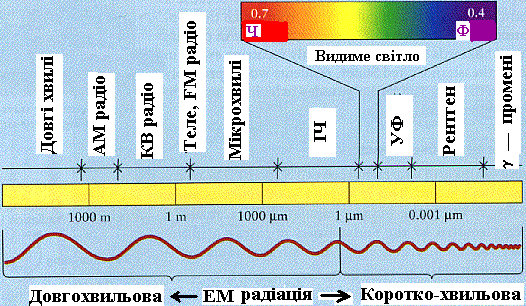 0.7 0.4
Ч Ф
Видиме світло
Довгі хвилі
АМ радіо
КВ радіо
Теле, FM радіо
Мікрохвилі
ІЧ
УФ
Рентген
γ — промені
1000 m 1 m 1000 μm 1 μm 0.001 μm
Довгохвильова ЕМ радіація Коротко-хвильова